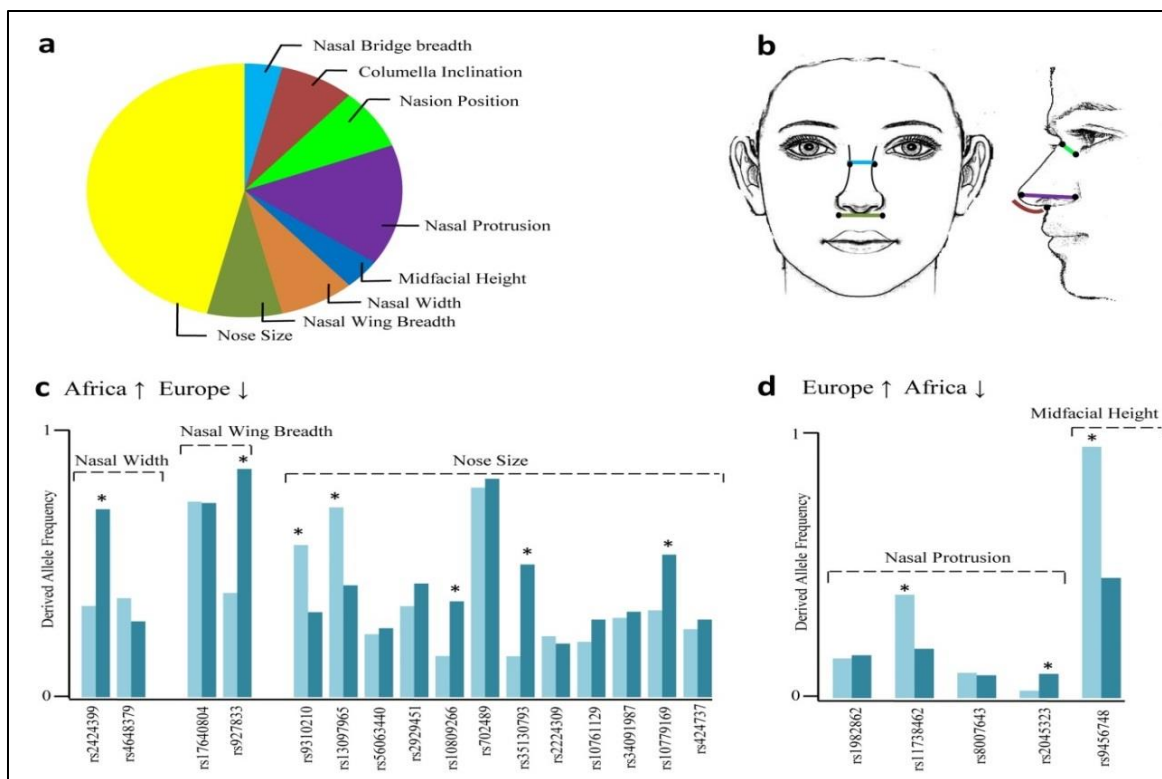 a
Nasal Bridge breadth
Columella Inclination
Nasion Position
Nasal Protrusion
Midfacial Height
Nasal Width
Nasal Wing Breadth
Nose Size
b
c Africa ↑ Europe ↓
Derived Allele Frequency
1
0
Nasal Width
Nasal Wing Breadth
Nose Size
*
*
*
*
*
*
*
rs2424399
rs4648379
rs17640804
rs927833
rs9310210
rs13097965
rs56063440
rs2929451
rs10809266
rs702489
rs35130793
rs2224309
rs10761129
rs34091987
rs10779169
rs424737
d Europe ↑ Africa ↓
Derived Allele Frequency
1
0
Nasal Protrusion
Midfacial Height
*
*
*
rs1982862
rs11738462
rs8007643
rs2045323
rs9456748